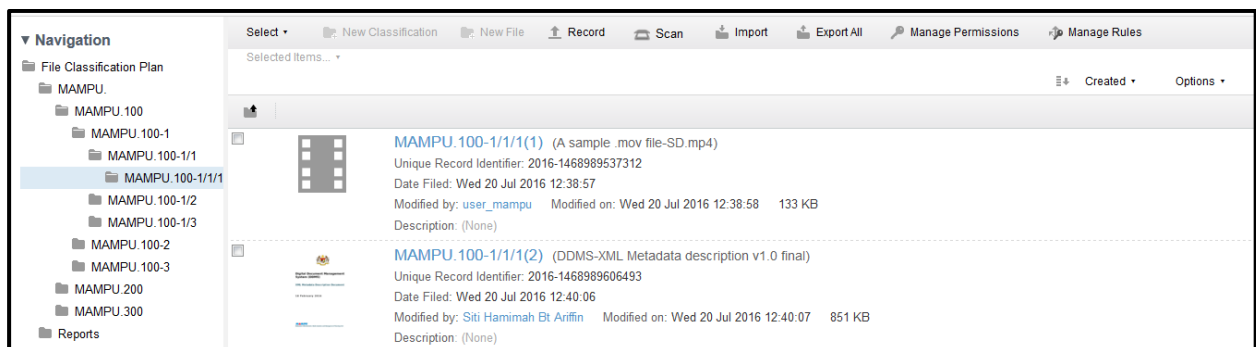 ▾ Navigation
File Classification Plan
MAMPU.
MAMPU.100
MAMPU.100-1
MAMPU.100-1/1
MAMPU.100-1/1/1
MAMPU.100-1/2
MAMPU.100-1/3
MAMPU.100-2
MAMPU.100-3
MAMPU.200
MAMPU.300
Reports
Select New Classification New File Record Scan Import Export All Manage Permissions Manage Rules
Selected Items...
Created Options
MAMPU.100-1/1/1(1) (A sample .mov file-SD.mp4)
Unique Record Identifier: 2016-1468989537312
Date Filed: Wed 20 Jul 2016 12:38:57
Modified by: user_mampu Modified on: Wed 20 Jul 2016 12:38:58 133 KB
Description: (None)
MAMPU.100-1/1/1(2) (DDMS-XML Metadata description v1.0 final)
Unique Record Identifier: 2016-1468989606493
Date Filed: Wed 20 Jul 2016 12:40:06
Modified by: Siti Hamimah Bt Ariffin Modified on: Wed 20 Jul 2016 12:40:07 851 KB
Description: (None)
Digital Document Management
System (DDMS)